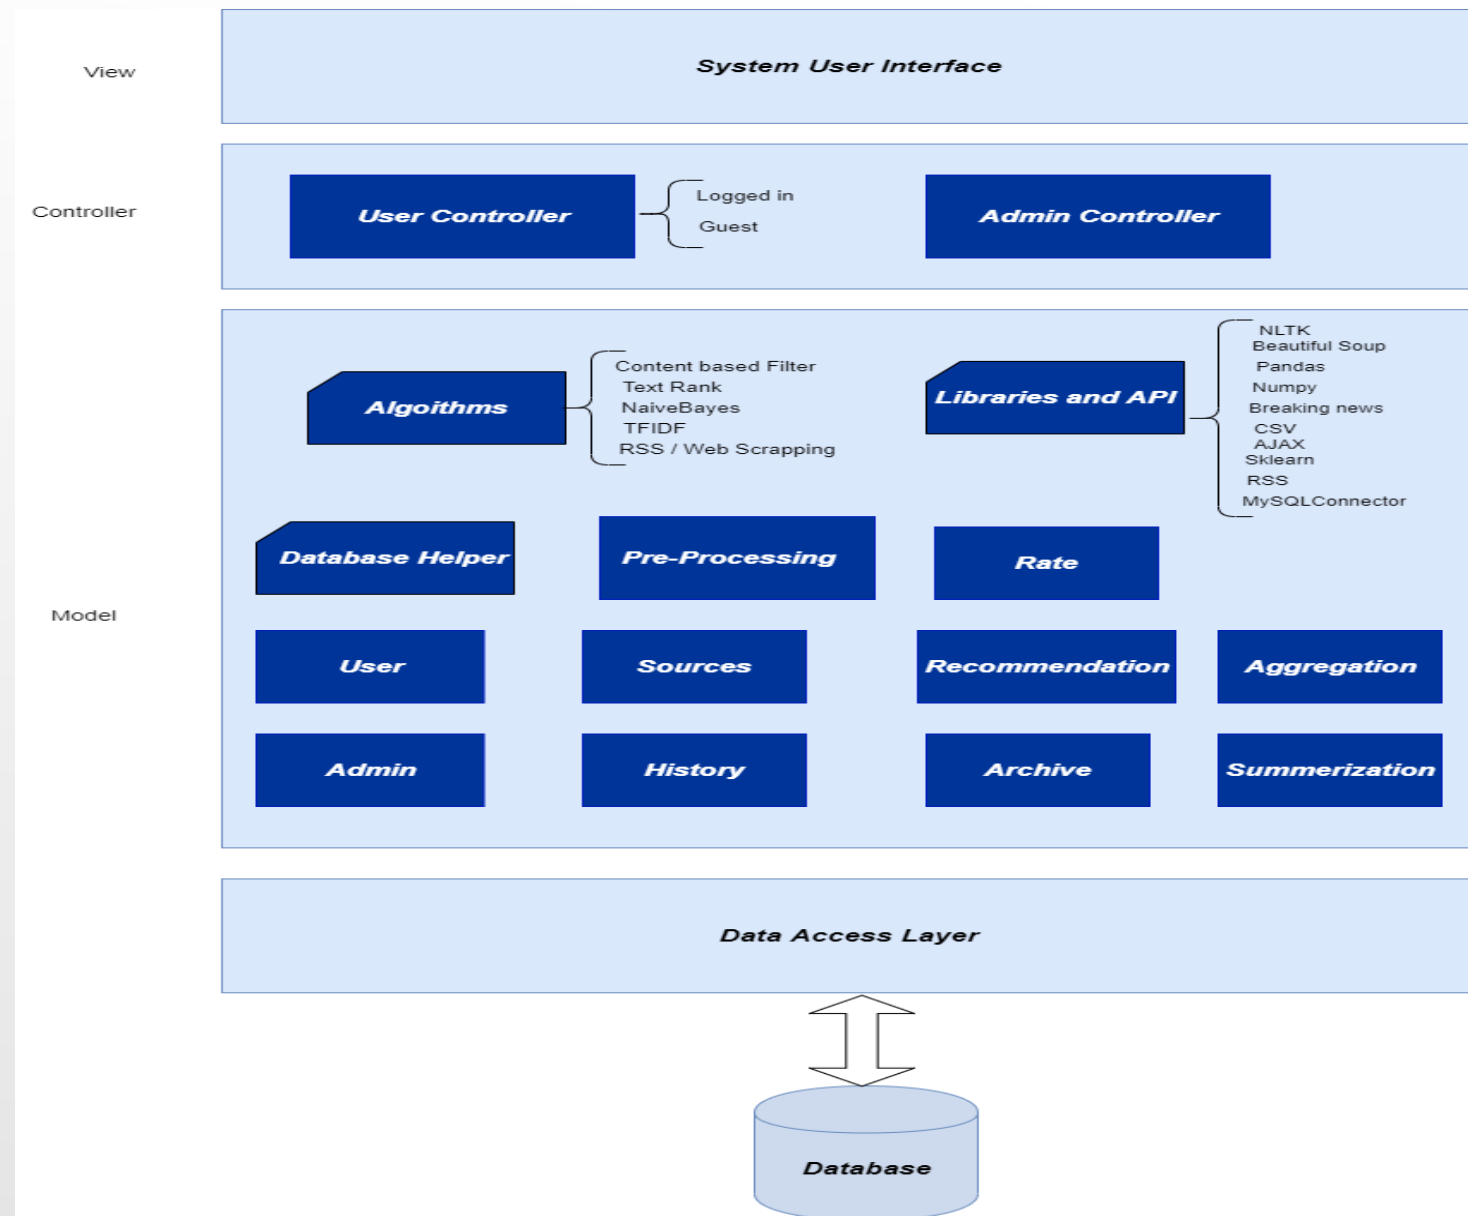 View
System User Interface
Controller
User Controller
Logged in
Guest
Admin Controller
Model
Algoithms
Content based Filter
Text Rank
NaiveBayes
TFIDF
RSS / Web Scrapping
Libraries and API
NLTK
Beautiful Soup
Pandas
Numpy
Breaking news
CSV
AJAX
Sklearn
RSS
MySQLConnector
Database Helper
Pre-Processing
Rate
User
Sources
Recommendation
Aggregation
Admin
History
Archive
Summerization
Data Access Layer
Database